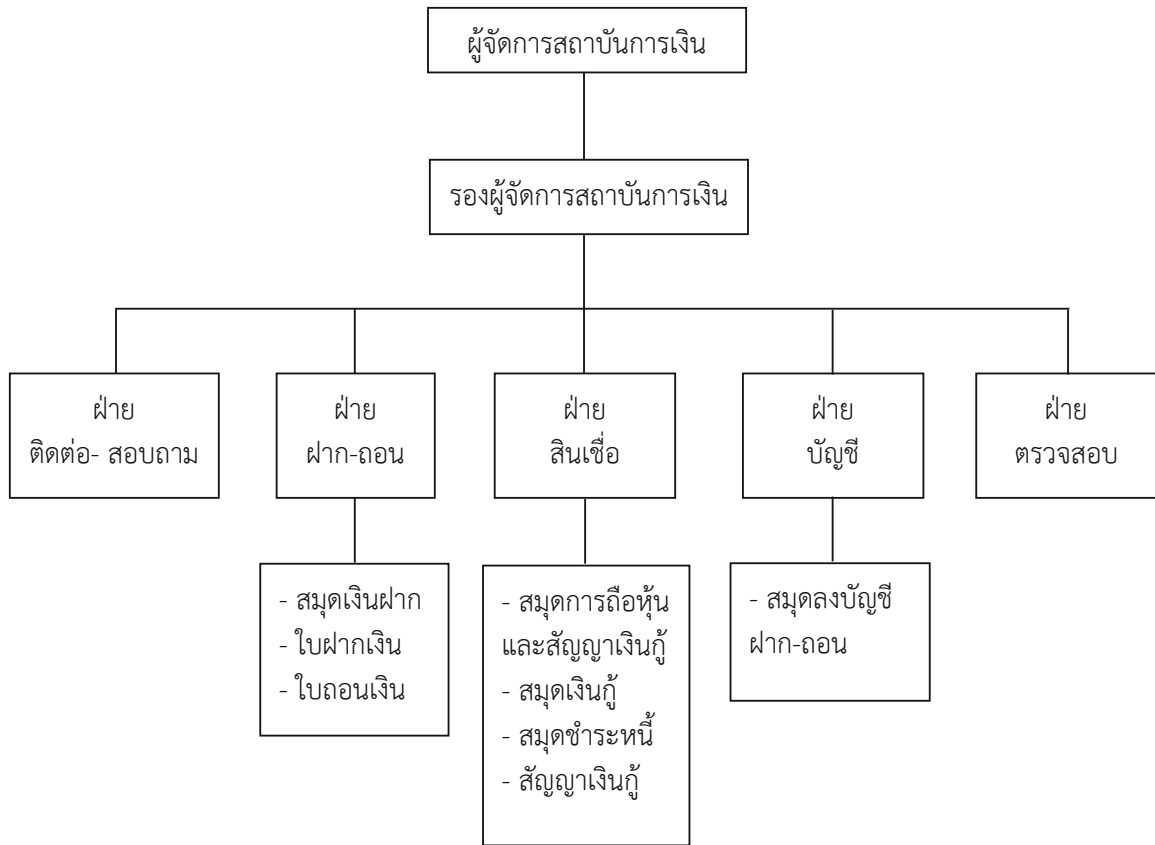 ผู้จัดการสถาบันการเงิน
รองผู้จัดการสถาบันการเงิน
ฝ่าย
ติดต่อ- สอบถาม
ฝ่าย
ฝาก-ถอน
ฝ่าย
สินเชื่อ
ฝ่าย
บัญชี
ฝ่าย
ตรวจสอบ
- สมุดเงินฝาก
- ใบฝากเงิน
- ใบถอนเงิน
- สมุดการถือหุ้น
และสัญญาเงินกู้
- สมุดเงินกู้
- สมุดชำระหนี้
- สัญญาเงินกู้
- สมุดลงบัญชี
ฝาก-ถอน